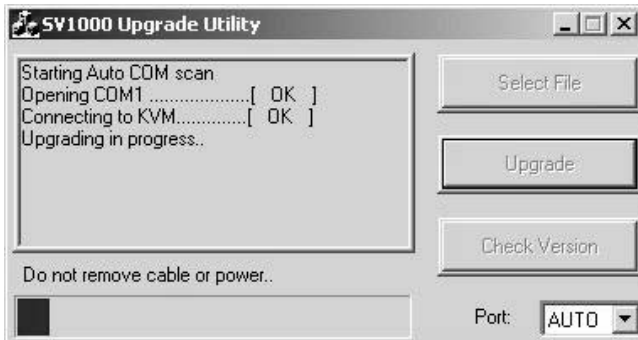 SV1000 Upgrade Utility
Starting Auto COM scan
Opening COM1 ....................[ OK ]
Connecting to KVM.............[ OK ]
Upgrading in progress..
Select File
Upgrade
Check Version
Do not remove cable or power..
Port: AUTO